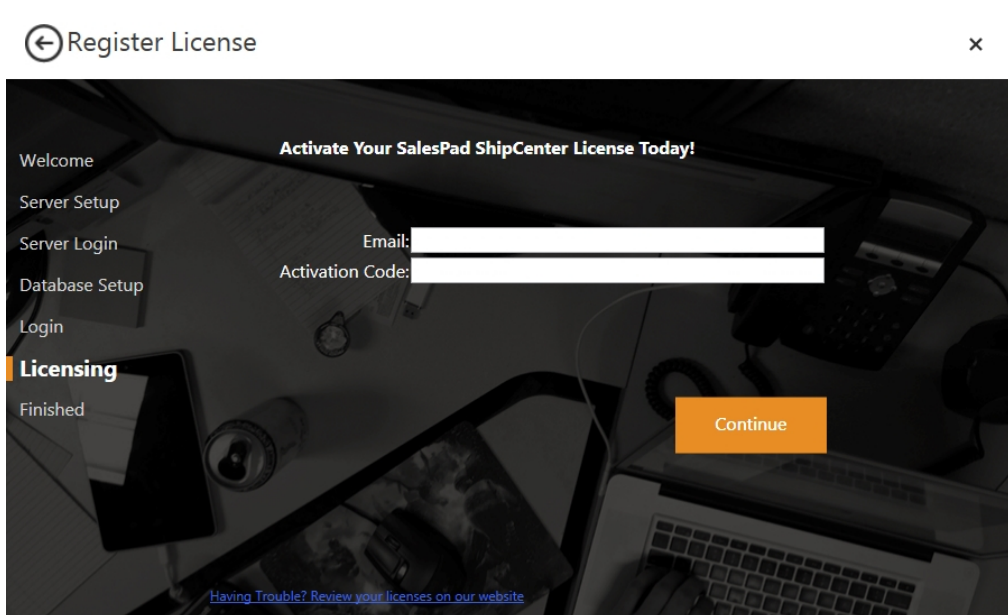 Register License
Welcome
Server Setup
Server Login
Database Setup
Login
Licensing
Finished
Activate Your SalesPad ShipCenter License Today!
Email:
Activation Code:
Continue
Having Trouble? Review your licenses on our website